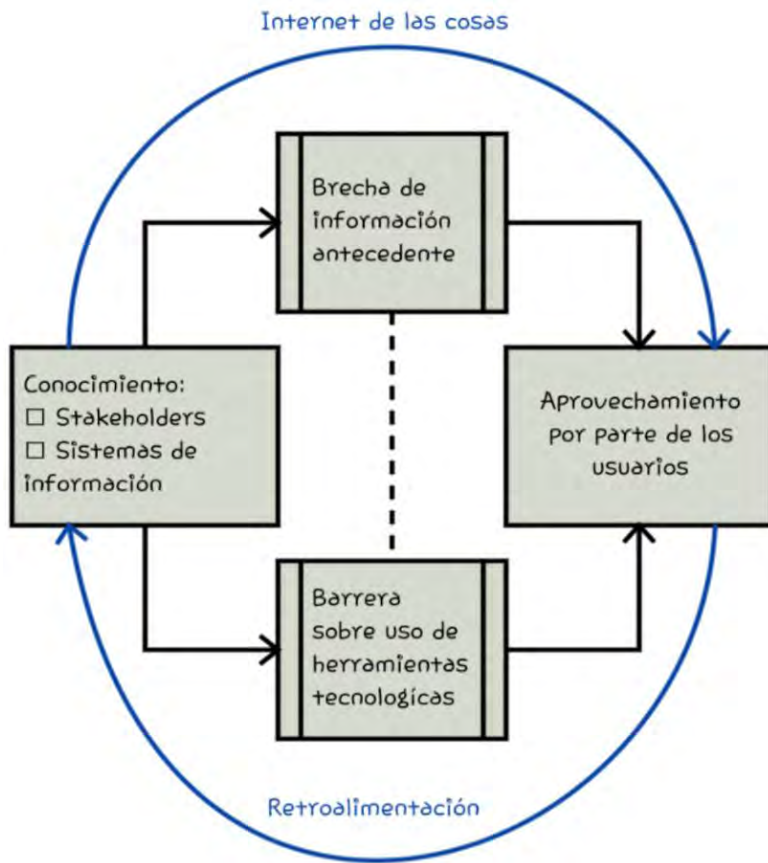 Internet de las cosas
Brecha de
información
antecedente
Conocimiento:
☐ Stakeholders
☐ Sistemas de
información
Aprovechamiento
por parte de los
usuarios
Barrera
sobre uso de
herramientas
tecnologícas
Retroalimentación